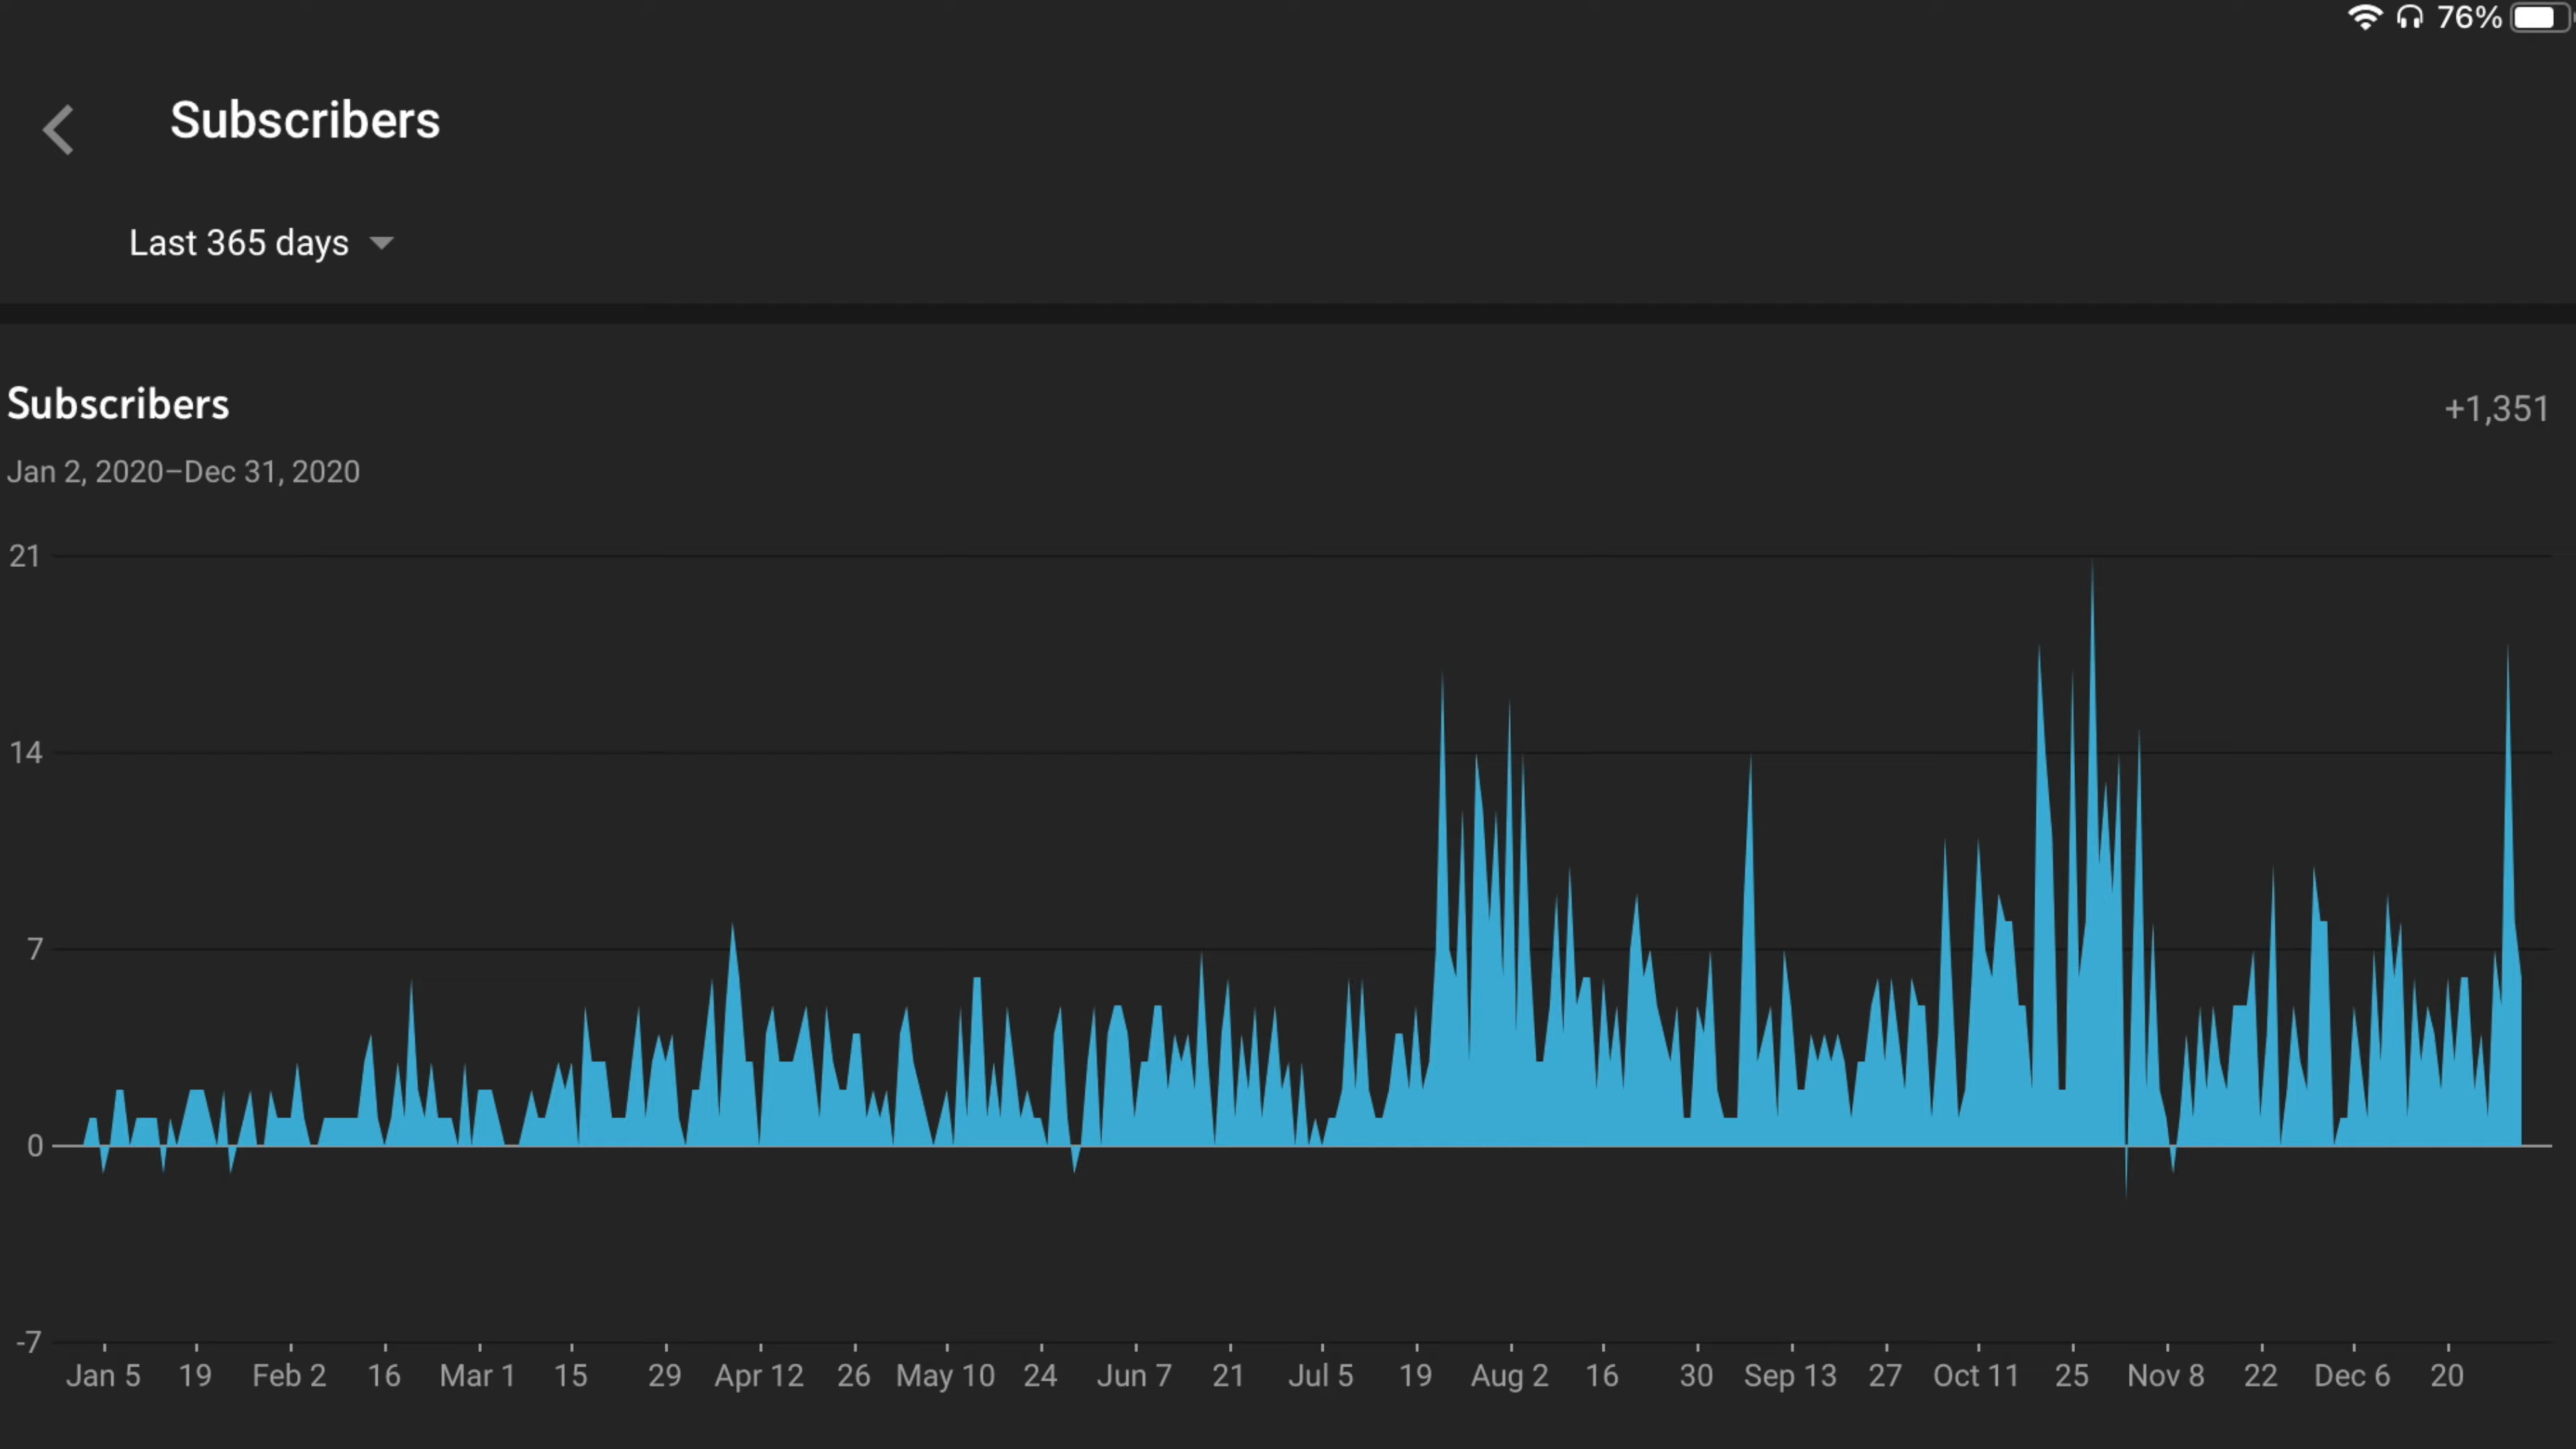 76%
Subscribers
Last 365 days
Subscribers
+1,351
Jan 2, 2020–Dec 31, 2020
21
14
7
0
-7
Jan 5 19 Feb 2 16 Mar 1 15 29 Apr 12 26 May 10 24 Jun 7 21 Jul 5 19 Aug 2 16 30 Sep 13 27 Oct 11 25 Nov 8 22 Dec 6 20